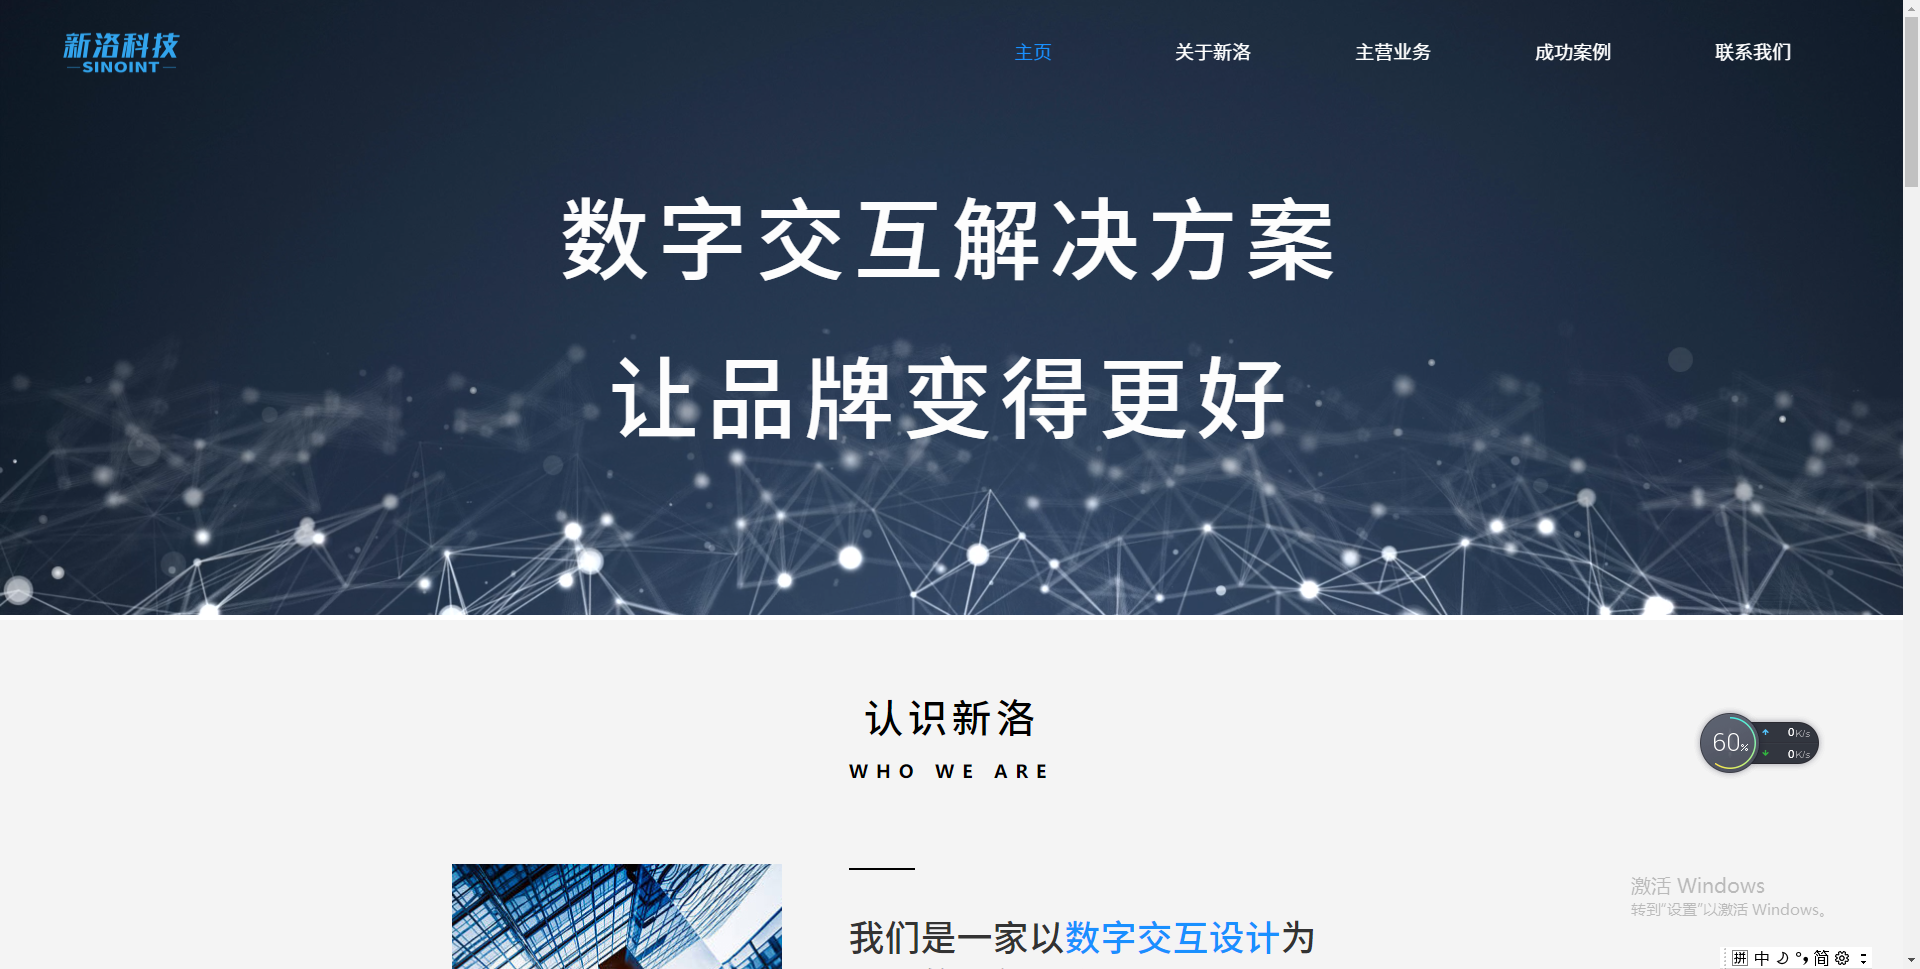 新洛科技
SINOINT
主页
关于新洛
主营业务
成功案例
联系我们
数字交互解决方案
让品牌变得更好
认识新洛
WHO WE ARE
60%
0K/s
0K/s
我们是一家以数字交互设计为
激活 Windows
转到“设置”以激活 Windows。
拼 中 简